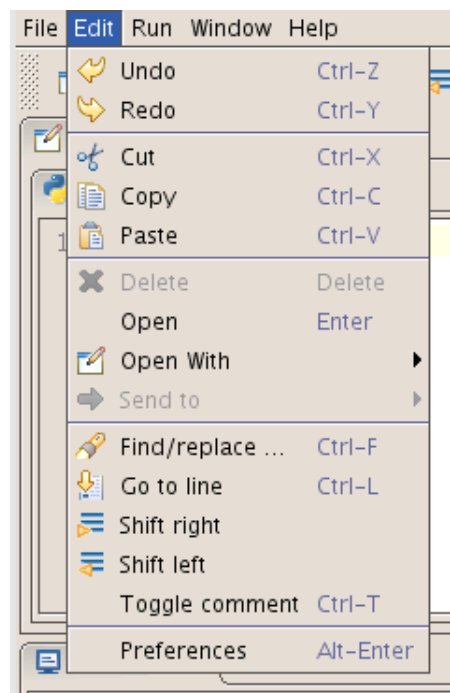 File Edit Run Window Help
Undo Ctrl-Z
Redo Ctrl-Y
Cut Ctrl-X
Copy Ctrl-C
Paste Ctrl-V
1
Delete Delete
Open Enter
Open With
Send to
Find/replace ... Ctrl-F
Go to line Ctrl-L
Shift right
Shift left
Toggle comment Ctrl-T
Preferences Alt-Enter